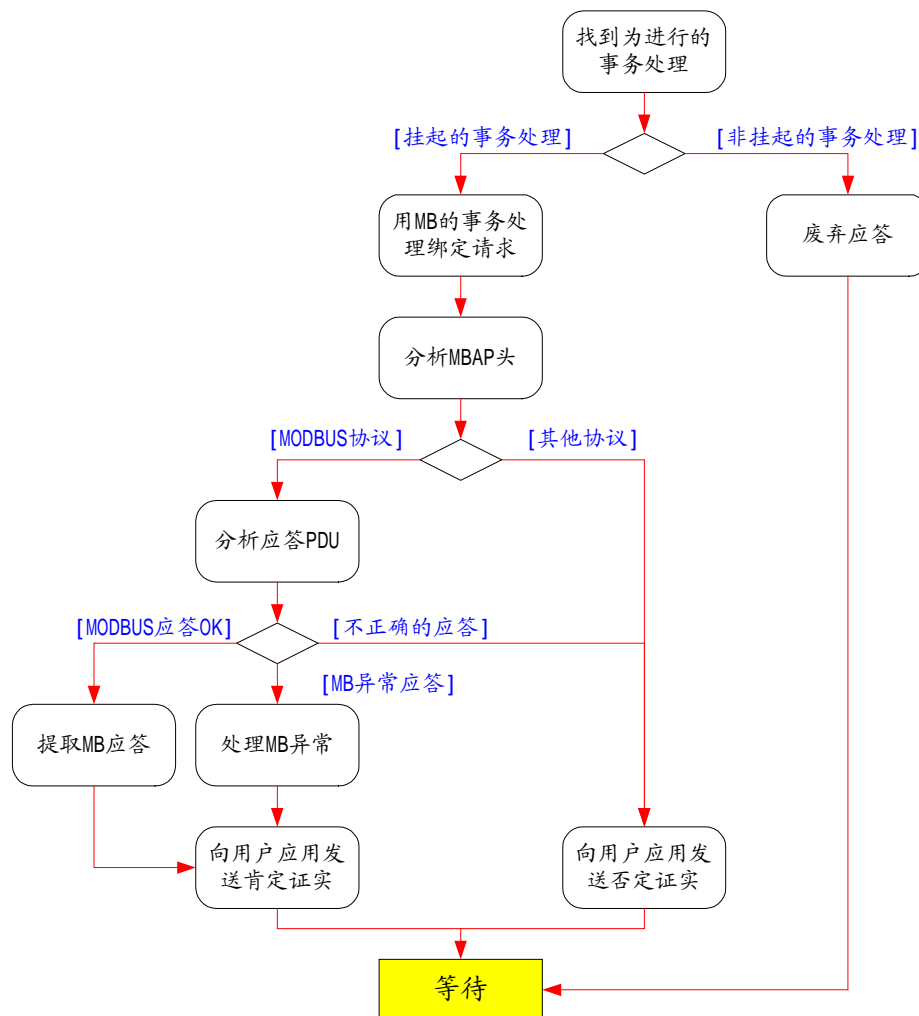 找到为进行的
事务处理
[挂起的事务处理]
[非挂起的事务处理]
用MB的事务处
理绑定请求
废弃应答
分析MBAP头
[MODBUS协议]
[其他协议]
分析应答PDU
[MODBUS应答OK]
[不正确的应答]
[MB异常应答]
提取MB应答
处理MB异常
向用户应用发
送肯定证实
向用户应用发
送否定证实
等待